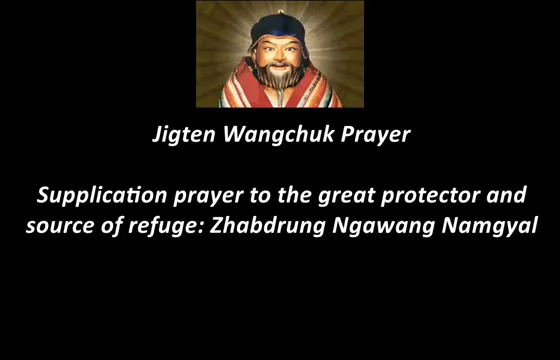 Jigten Wangchuk Prayer
Supplication prayer to the great protector and
source of refuge: Zhabdrung Ngawang Namgyal